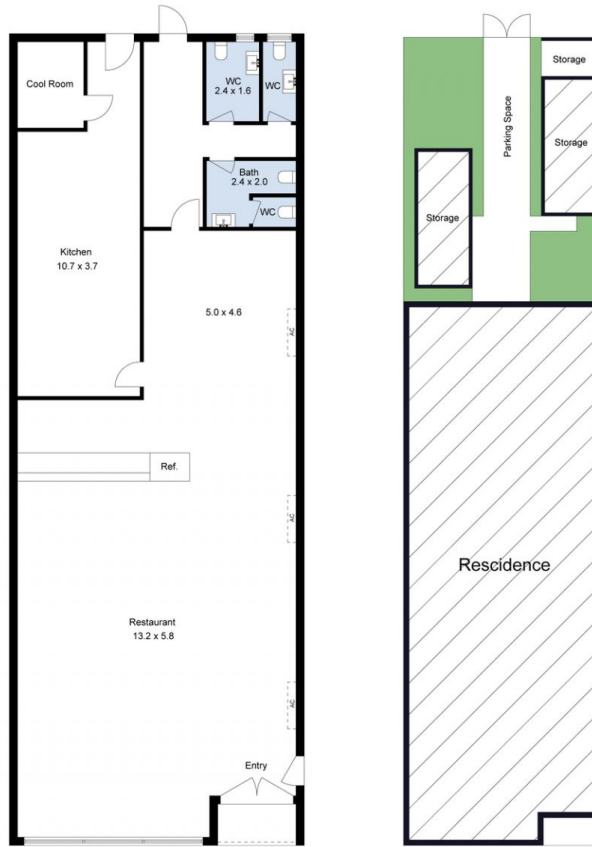 Cool Room
WC
2.4 x 1.6
WC
Bath
2.4 x 2.0
WC
Kitchen
10.7 x 3.7
5.0 x 4.6
AC
Ref.
AC
Restaurant
13.2 x 5.8
AC
Entry
Storage
Parking Space
Storage
Storage
Rescidence